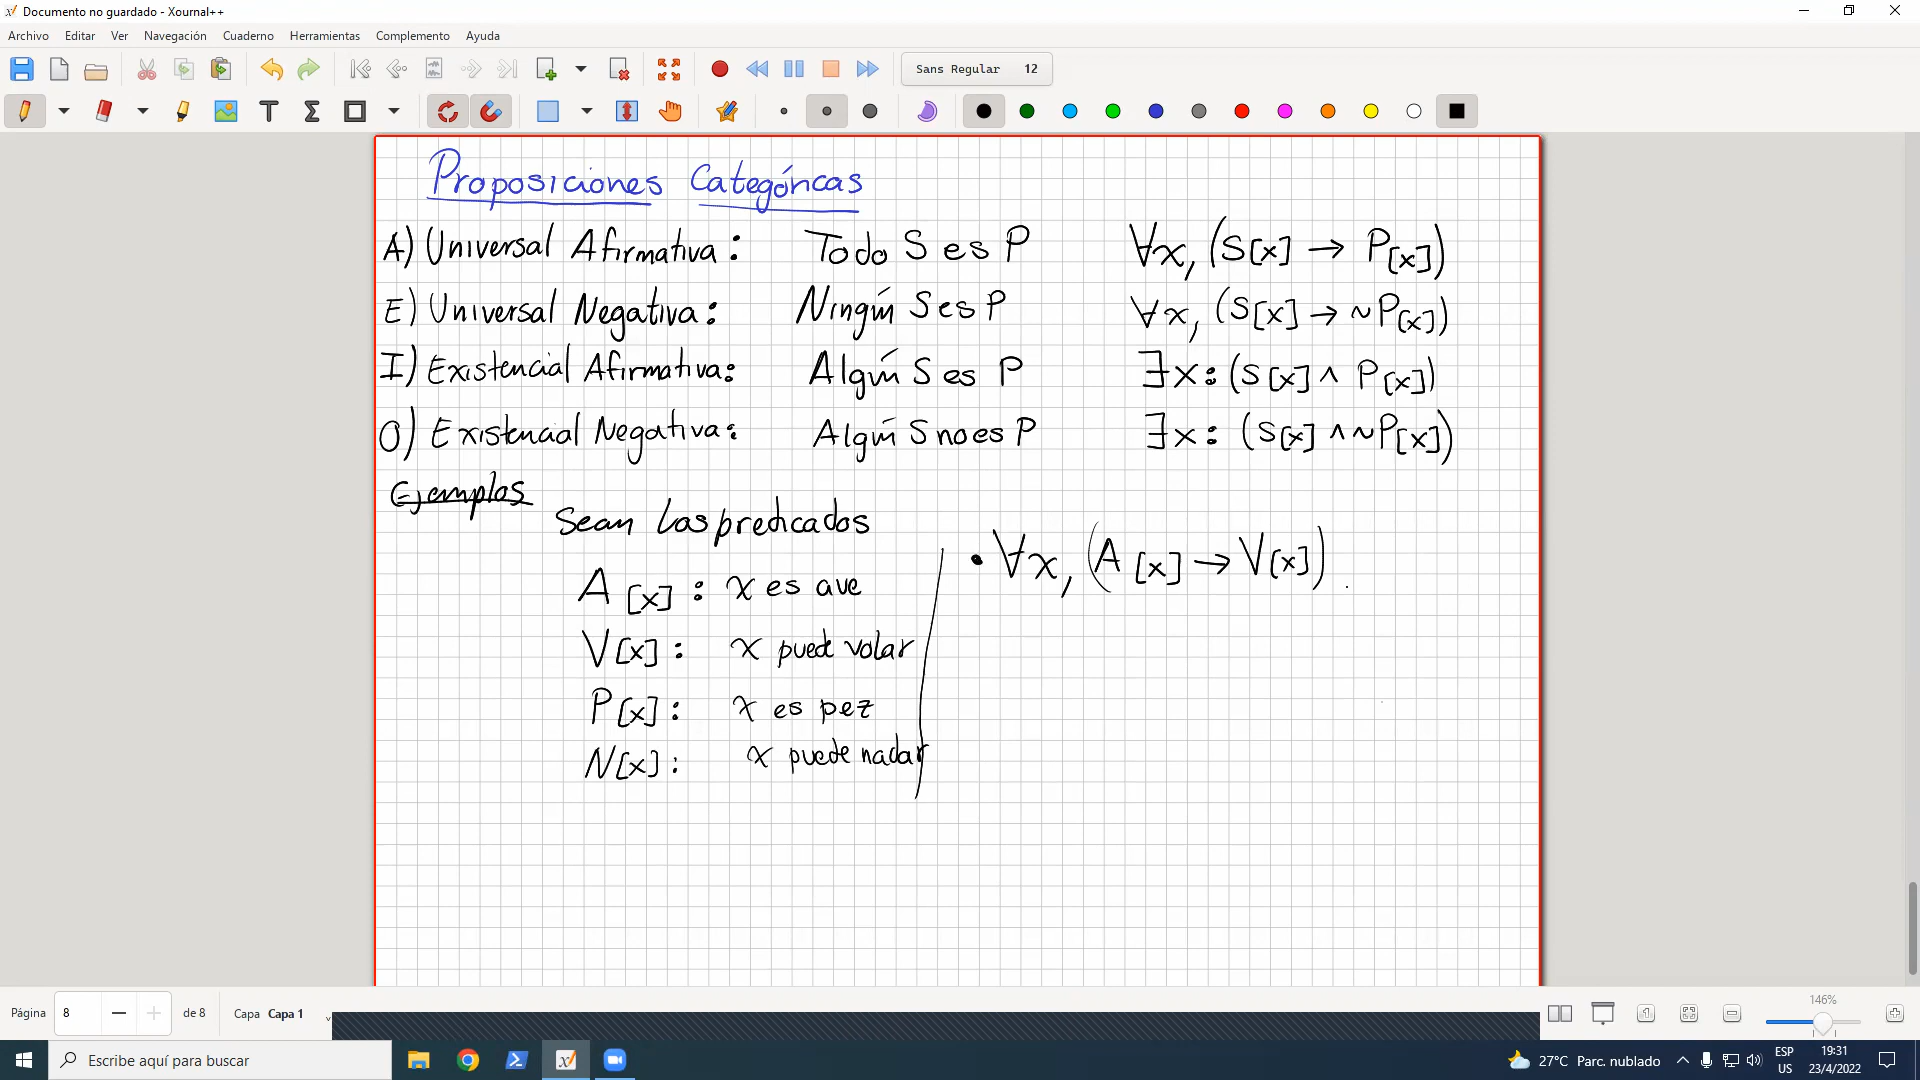 Documento no guardado - Xournal++
Archivo Editar Ver Navegación Cuaderno Herramientas Complemento Ayuda
Sans Regular 12
Proposiciones Categóricas
A) Universal Afirmativa: Todo S es P ∀x, (S[x] → P[x])
E) Universal Negativa: Ningún S es P ∀x, (S[x] → ~P[x])
I) Existencial Afirmativa: Algún S es P ∃x: (S[x] ∧ P[x])
O) Existencial Negativa: Algún S no es P ∃x: (S[x] ∧ ~P[x])
Ejemplos
Sean los predicados
A[x] : x es ave
V[x] : x puede volar
P[x] : x es pez
N[x] : x puede nadar
• ∀x, (A[x] → V[x])
Página 8 de 8 Capa Capa 1
146%
Escribe aquí para buscar
27°C Parc. nublado
ESP
US
19:31
23/4/2022